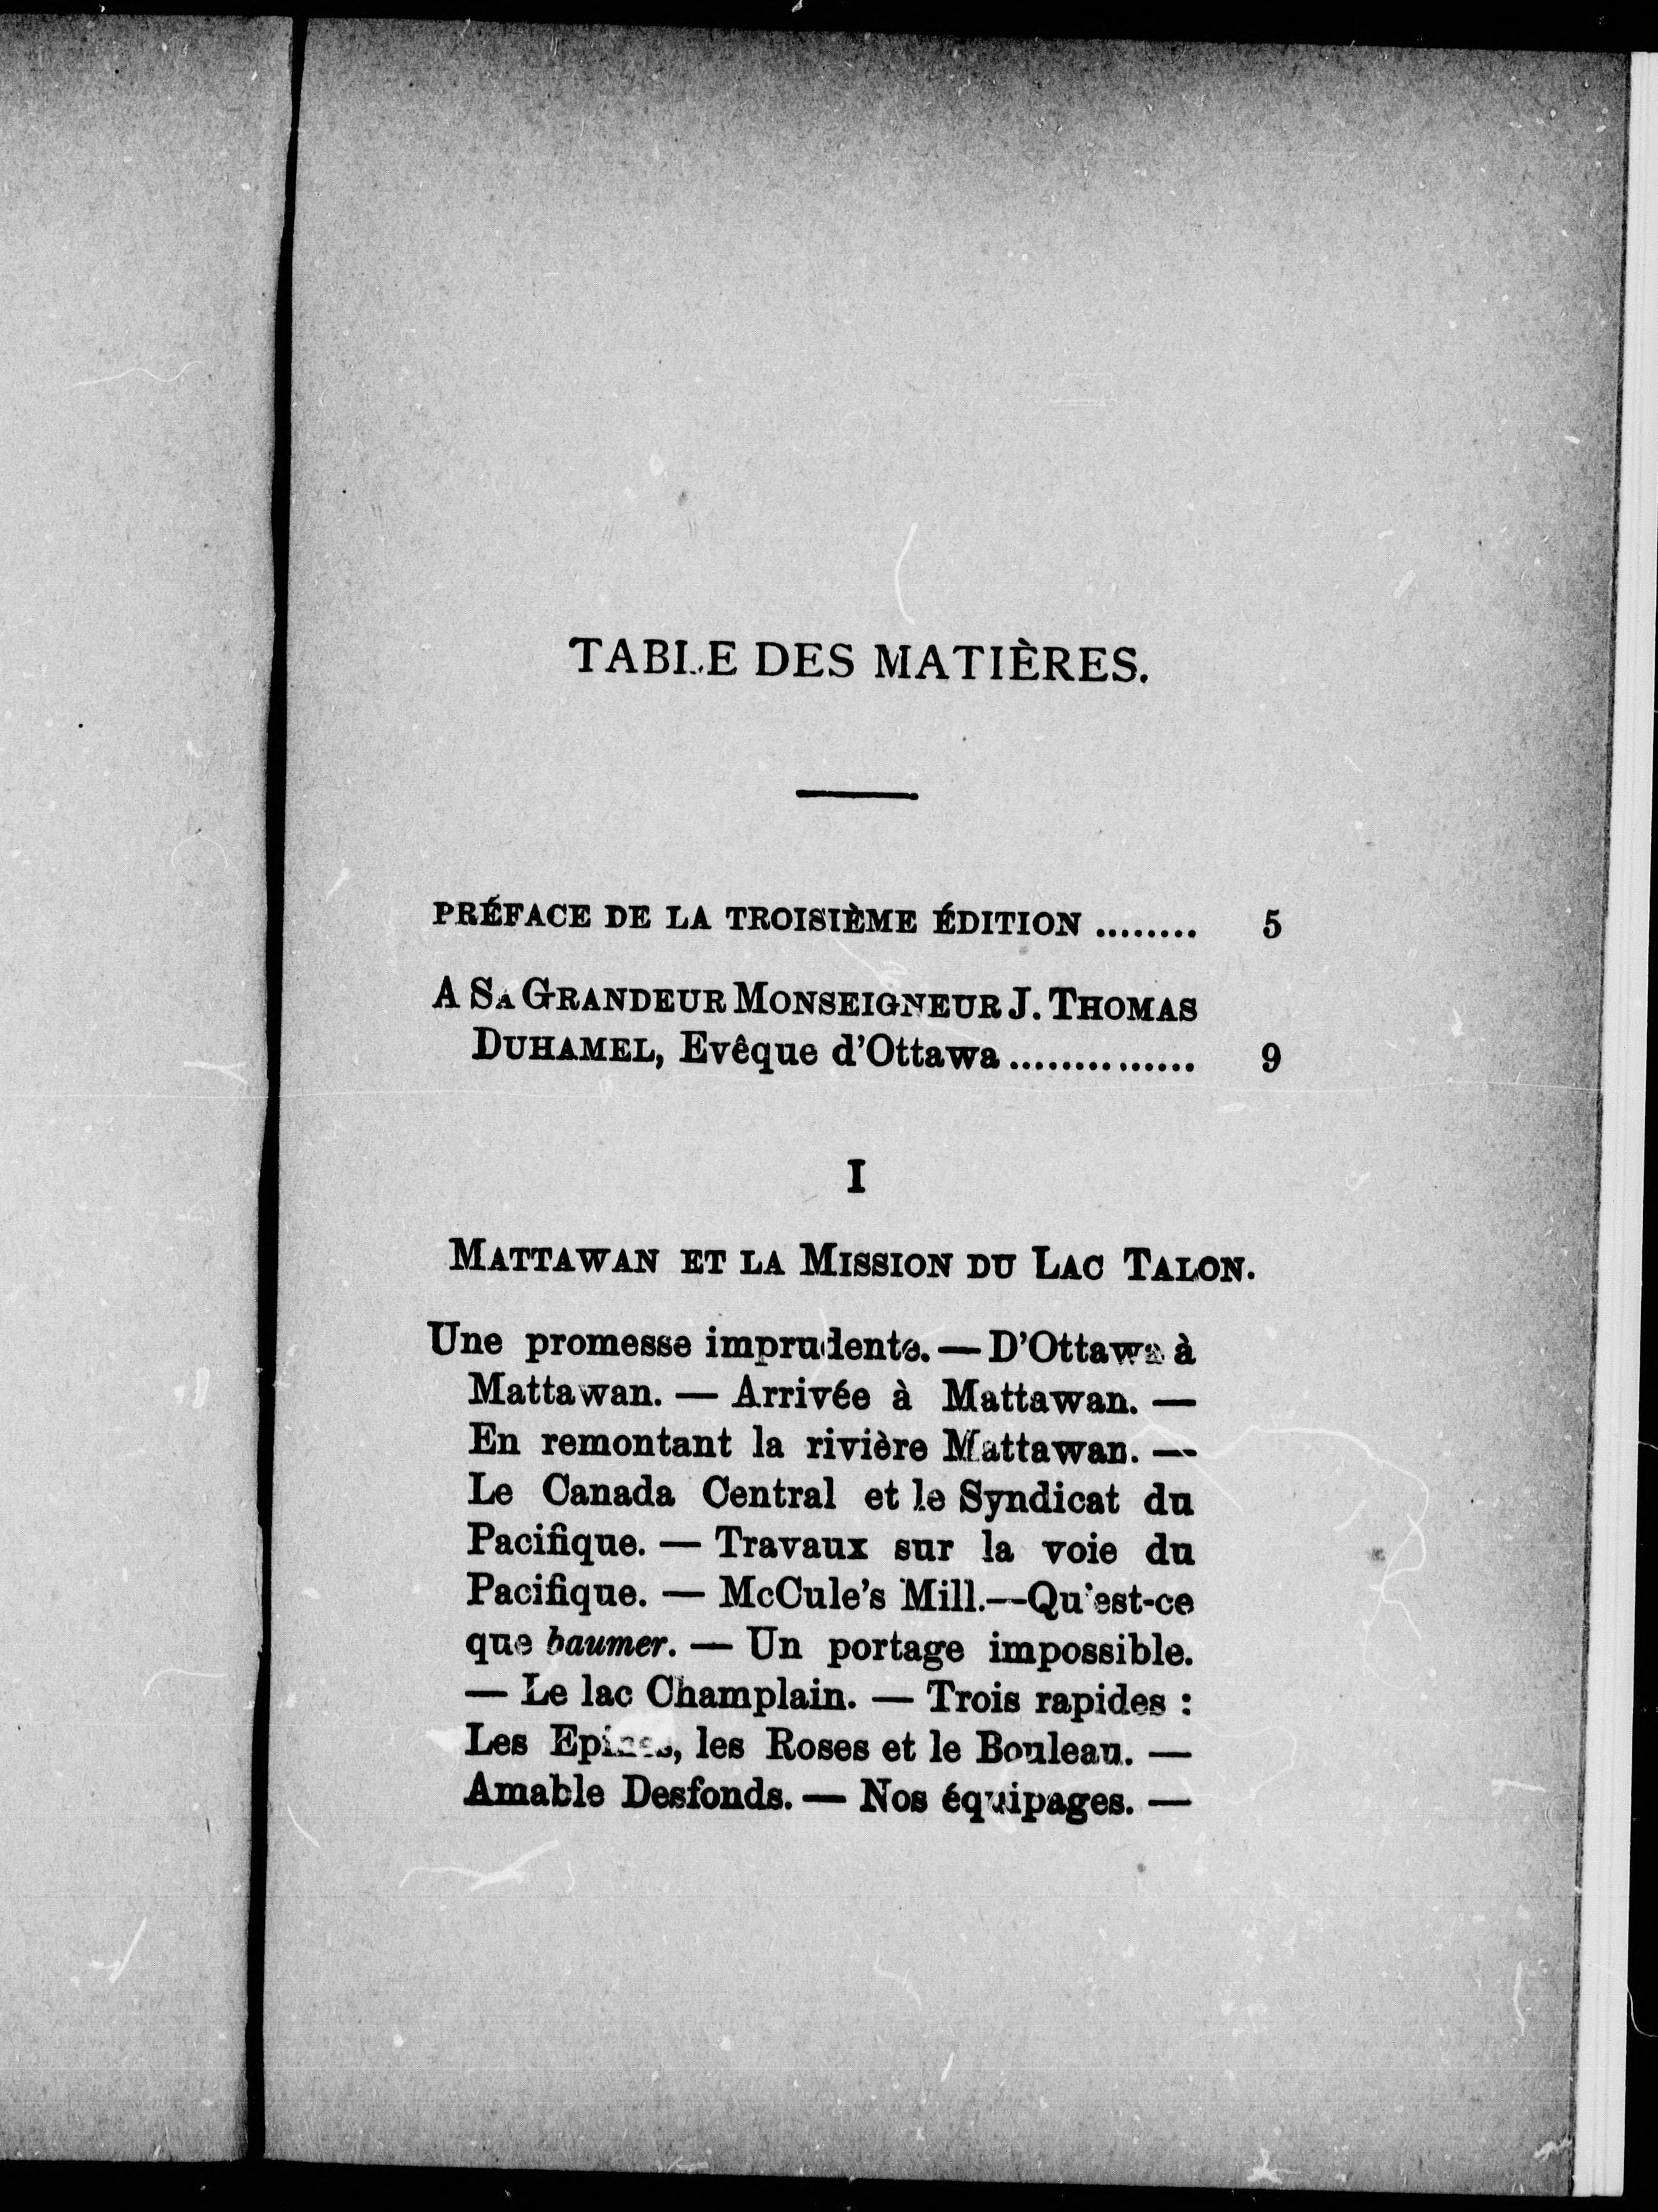 TABLE DES MATIÈRES.
PRÉFACE DE LA TROISIÈME ÉDITION ........ 5
A SA GRANDEUR MONSEIGNEUR J. THOMAS
DUHAMEL, Evêque d'Ottawa .............. 9
I
MATTAWAN ET LA MISSION DU LAC TALON.
Une promesse imprudente. — D'Ottawa à
Mattawan. — Arrivée à Mattawan. —
En remontant la rivière Mattawan. —
Le Canada Central et le Syndicat du
Pacifique. — Travaux sur la voie du
Pacifique. — McCule's Mill.—Qu'est-ce
que baumer. — Un portage impossible.
— Le lac Champlain. — Trois rapides :
Les Epines, les Roses et le Bouleau. —
Amable Desfonds. — Nos équipages. —